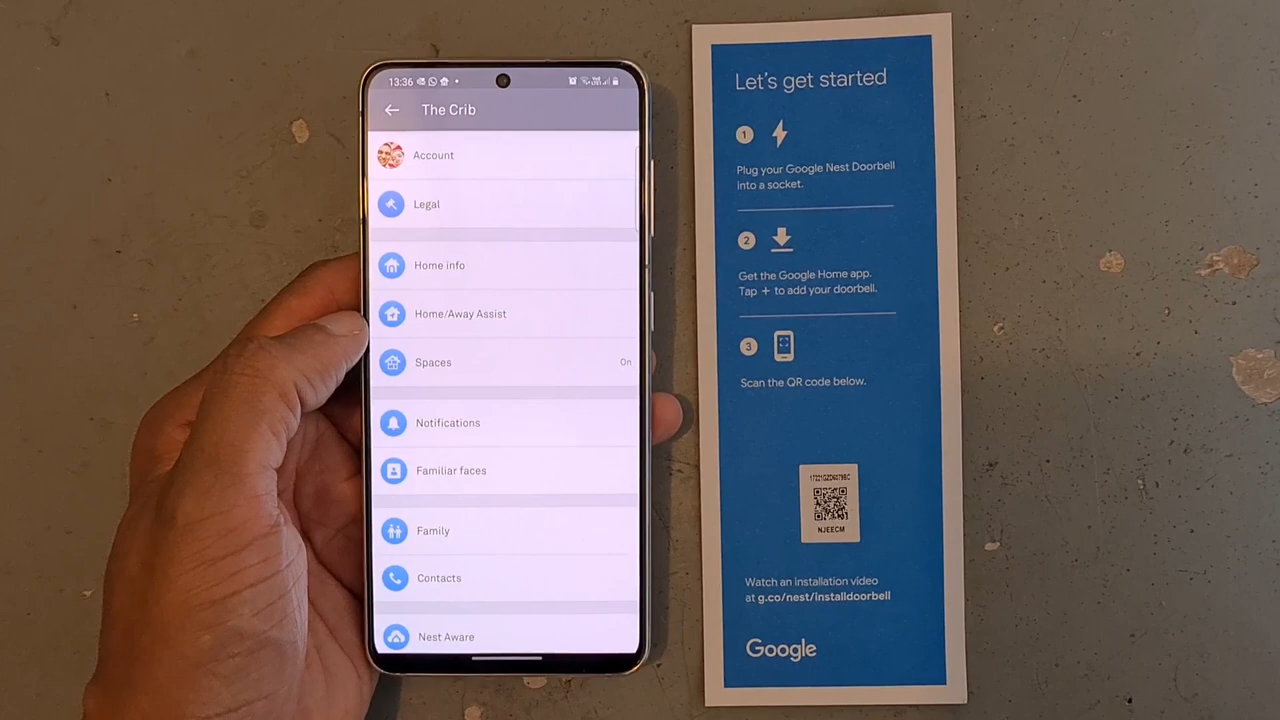 13:36
The Crib
Account
Legal
Home info
Home/Away Assist
Spaces On
Notifications
Familiar faces
Family
Contacts
Nest Aware
Let's get started
1
Plug your Google Nest Doorbell
into a socket.
2
Get the Google Home app.
Tap + to add your doorbell.
3
Scan the QR code below.
NJEECM
Watch an installation video
at g.co/nest/installdoorbell
Google